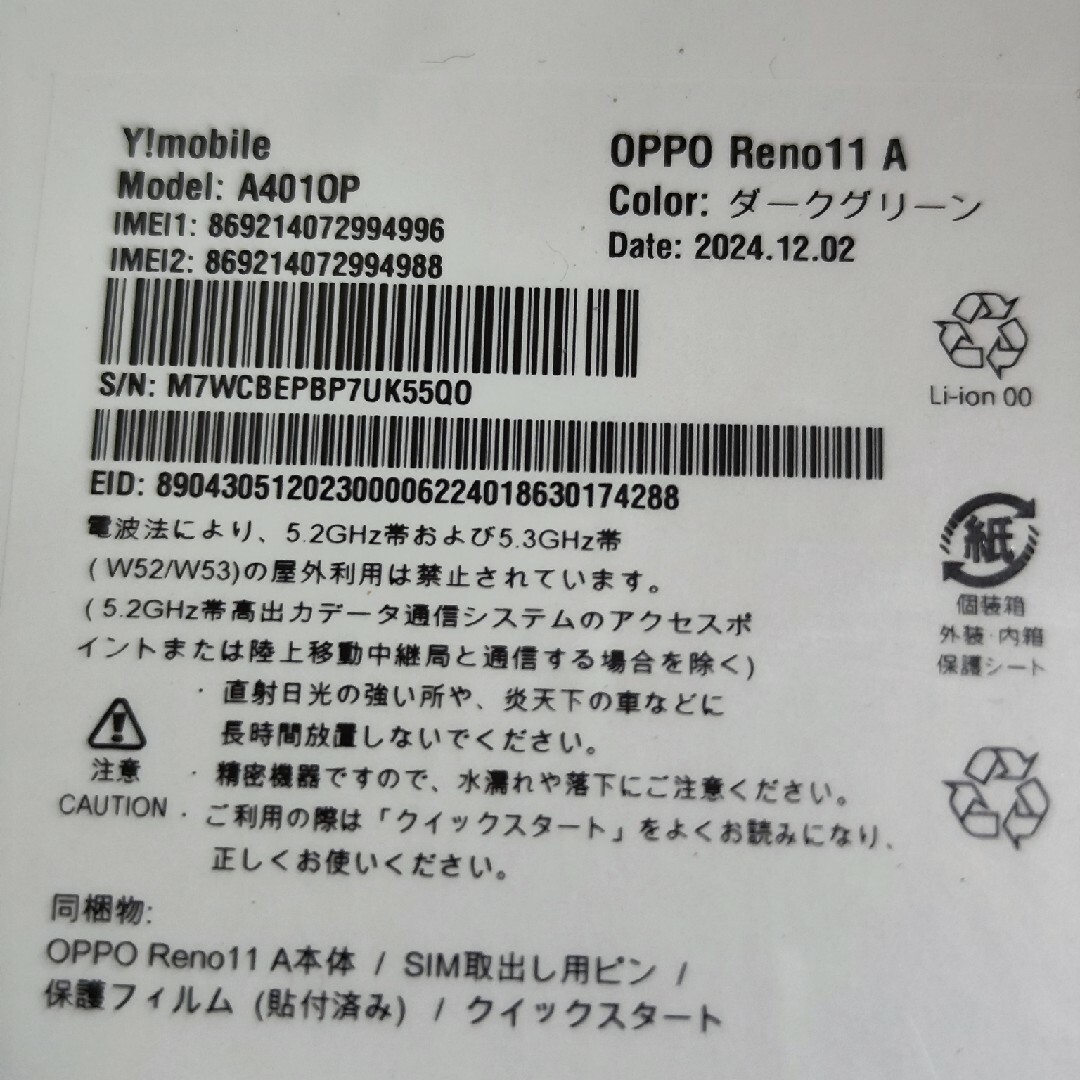 Y!mobile
Model: A401OP
IMEI1: 869214072994996
IMEI2: 869214072994988
OPPO Reno11 A
Color: ダークグリーン
Date: 2024.12.02
S/N: M7WCBEPBP7UK55QO
EID: 89043051202300006224018630174288
Li-ion 00
電波法により、5.2GHz帯および5.3GHz帯
(W52/W53)の屋外利用は禁止されています。
(5.2GHz帯高出力データ通信システムのアクセスポ
イントまたは陸上移動中継局と通信する場合を除く)
紙
個装箱
外装·内箱
保護シート
注意
CAUTION
· 直射日光の強い所や、炎天下の車などに
長時間放置しないでください。
· 精密機器ですので、水漏れや落下にご注意ください。
· ご利用の際は「クイックスタート」をよくお読みになり、
正しくお使いください。
同梱物:
OPPO Reno11 A本体 / SIM取出し用ピン /
保護フィルム (貼付済み) / クイックスタート